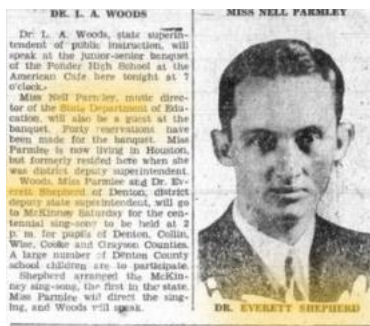 DR. L. A. WOODS
Dr. L. A. Woods, state superin-
tendent of public instruction, will
speak at the junior-senior banquet
of the Ponder High School at the
American Cafe here tonight at 7
o'clock.
Miss Nell Parmley, music direc-
tor of the State Department of Edu-
cation, will also be a guest at the
banquet. Forty reservations have
been made for the banquet. Miss
Parmlee is now living in Houston,
but formerly resided here when she
was district deputy superintendent.
Woods, Miss Parmlee and Dr. Ev-
erett Shepherd of Denton, district
deputy state superintendent, will go
to McKinney Saturday for the cen-
tennial sing-song to be held at 2
p. m. for pupils of Denton, Collin,
Wise, Cooke and Grayson Counties.
A large number of Denton County
school children are to participate.
Shepherd arranged the McKin-
ney sing-song, the first in the state.
Miss Parmlee will direct the sing-
ing, and Woods will speak.
MISS NELL PARMLEY
DR. EVERETT SHEPHERD